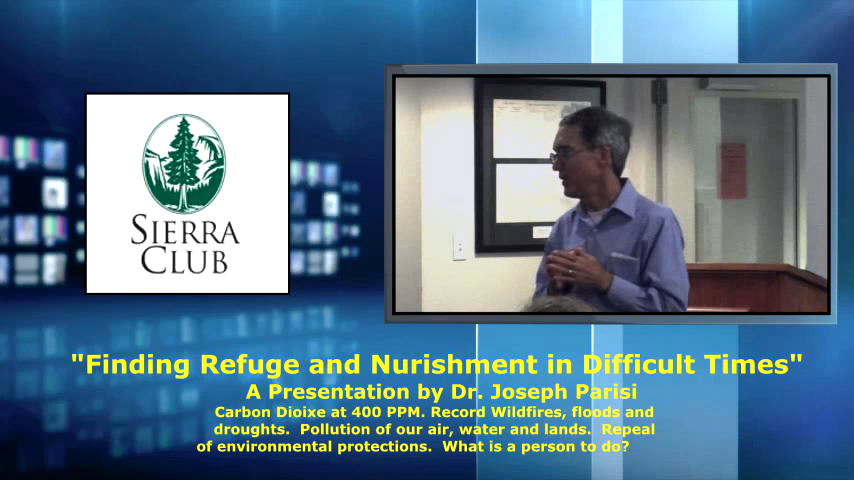 SIERRA
CLUB
"Finding Refuge and Nurishment in Difficult Times"
A Presentation by Dr. Joseph Parisi
Carbon Dioixe at 400 PPM. Record Wildfires, floods and
droughts.  Pollution of our air, water and lands.  Repeal
of environmental protections.  What is a person to do?